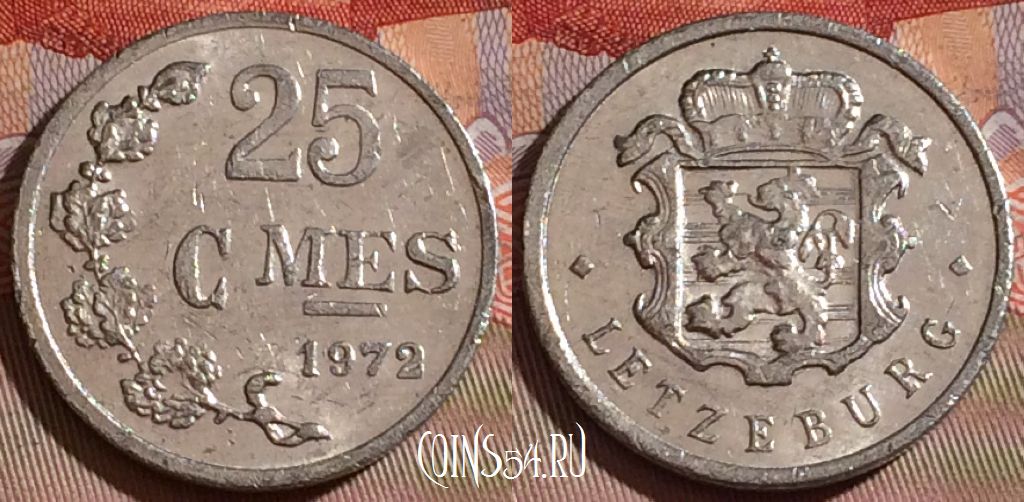 25
C MES
1972
LETZEBURG
COINS54.RU